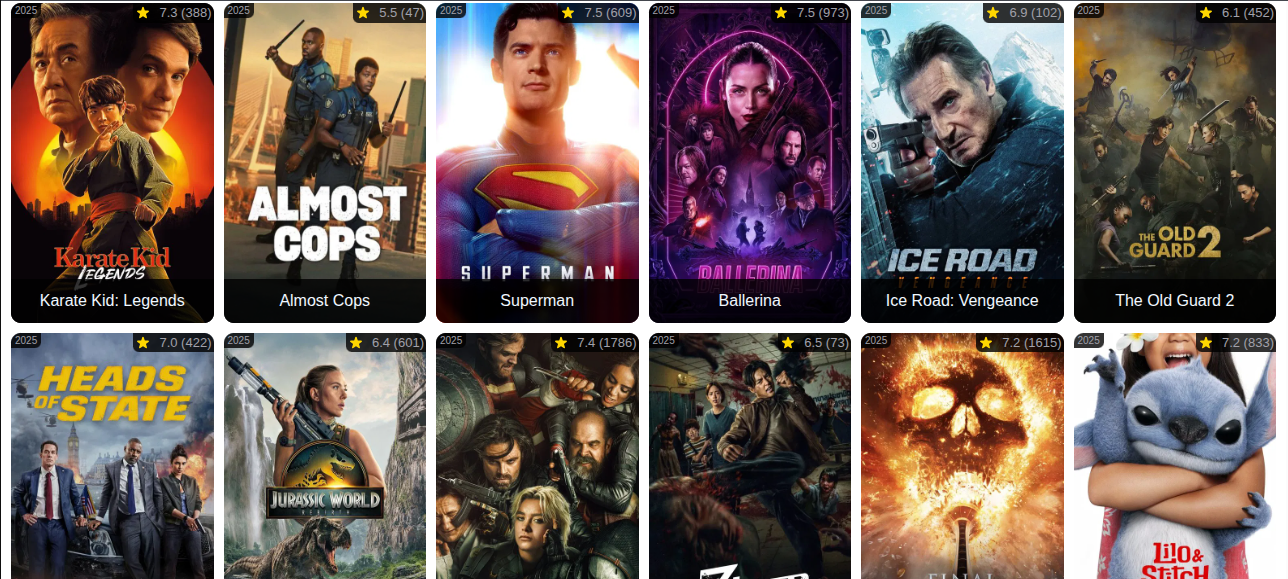 2025 7.3 (388)
2025 5.5 (47)
2025 7.5 (609)
2025 7.5 (973)
2025 6.9 (102)
2025 6.1 (452)
Karate Kid
LEGENDS
Karate Kid: Legends
ALMOST
COPS
Almost Cops
SUPERMAN
Superman
BALLERINA
Ballerina
ICE ROAD
VENGEANCE
Ice Road: Vengeance
THE OLD
GUARD 2
The Old Guard 2
2025 7.0 (422)
2025 6.4 (601)
2025 7.4 (1786)
2025 6.5 (73)
2025 7.2 (1615)
2025 7.2 (833)
HEADS
OF STATE
JURASSIC WORLD
REBIRTH
FINAL
Lilo &
Stitch